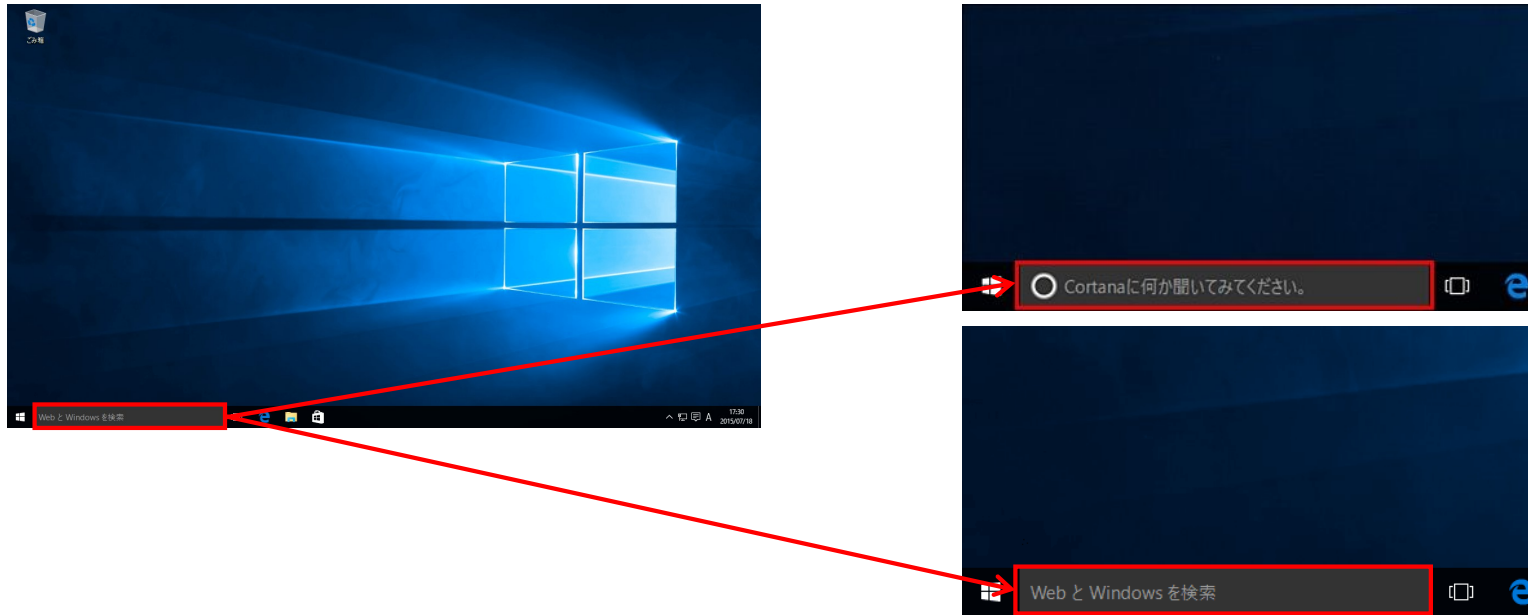 ごみ箱
Web と Windows を検索
A
17:30
2015/07/18
Cortanaに何か聞いてみてください。
Web と Windows を検索